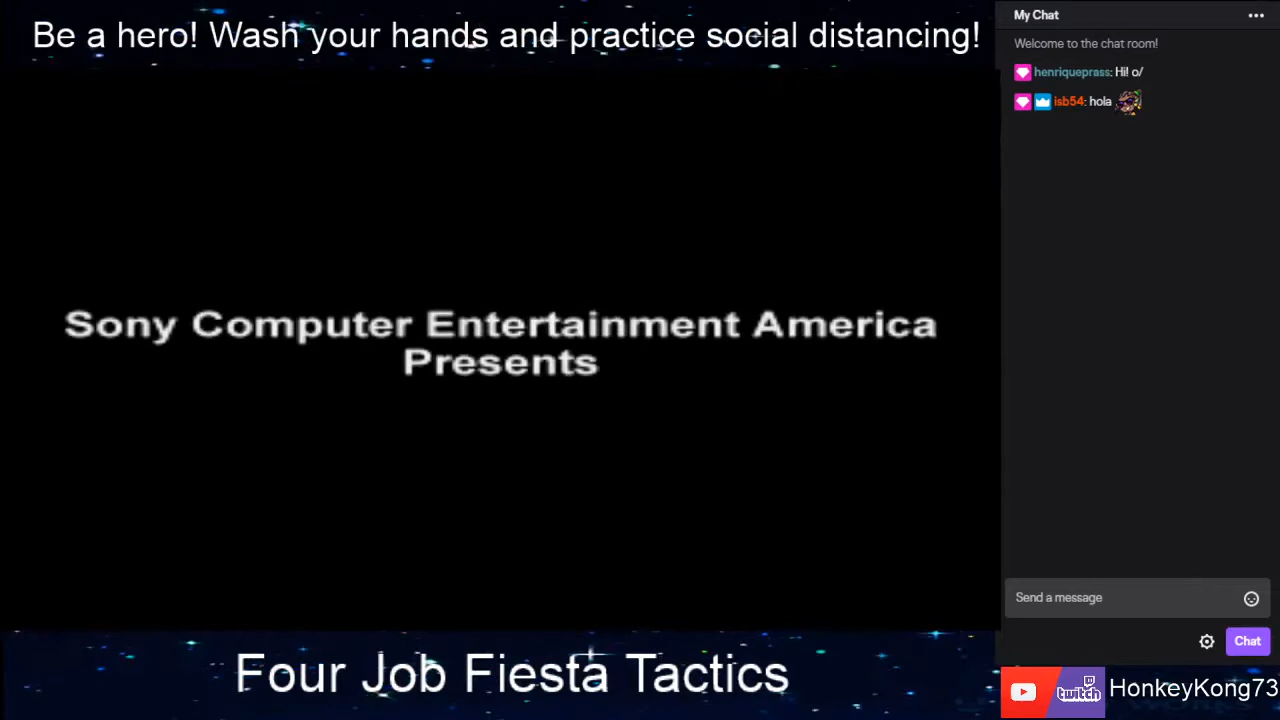 Be a hero! Wash your hands and practice social distancing!
My Chat
Welcome to the chat room!
henriqueprass: Hi! o/
isb54: hola
Sony Computer Entertainment America
Presents
Send a message
Chat
Four Job Fiesta Tactics
twitch
HonkeyKong73